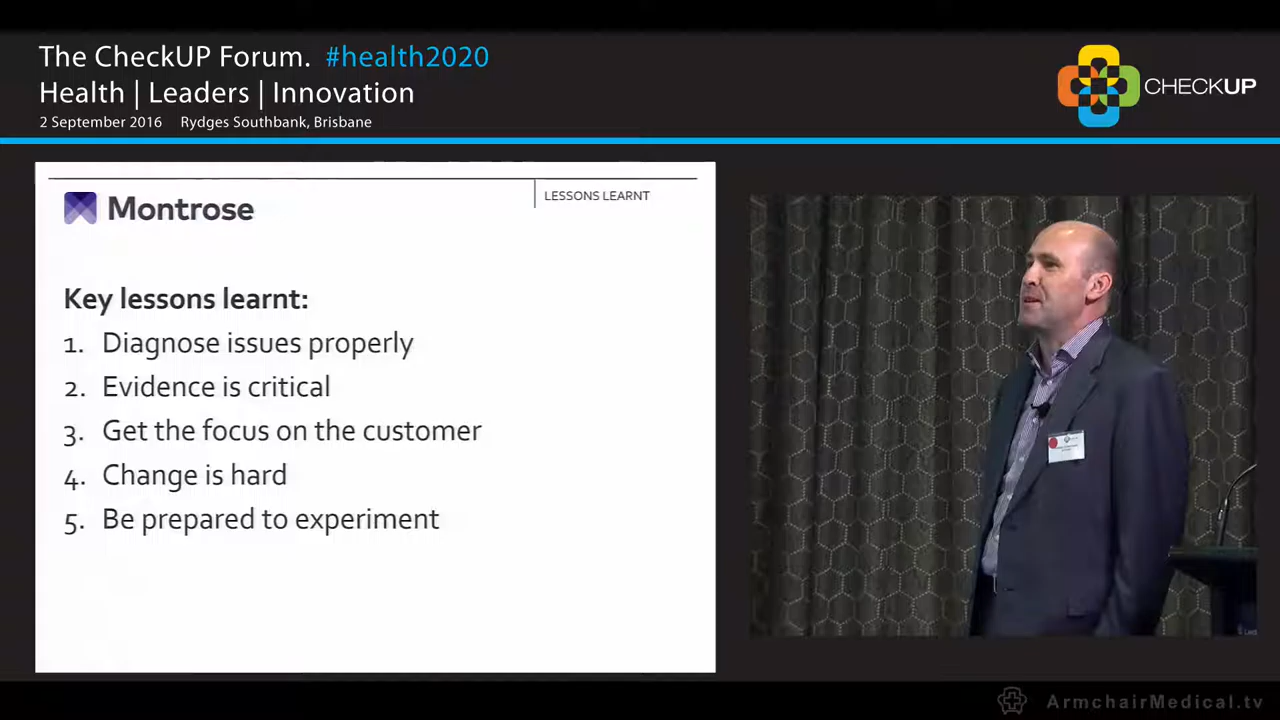 The CheckUP Forum. #health2020
Health | Leaders | Innovation
2 September 2016 Rydges Southbank, Brisbane
CHECKUP
Montrose
LESSONS LEARNT
Key lessons learnt:
1. Diagnose issues properly
2. Evidence is critical
3. Get the focus on the customer
4. Change is hard
5. Be prepared to experiment
ArmchairMedical.tv